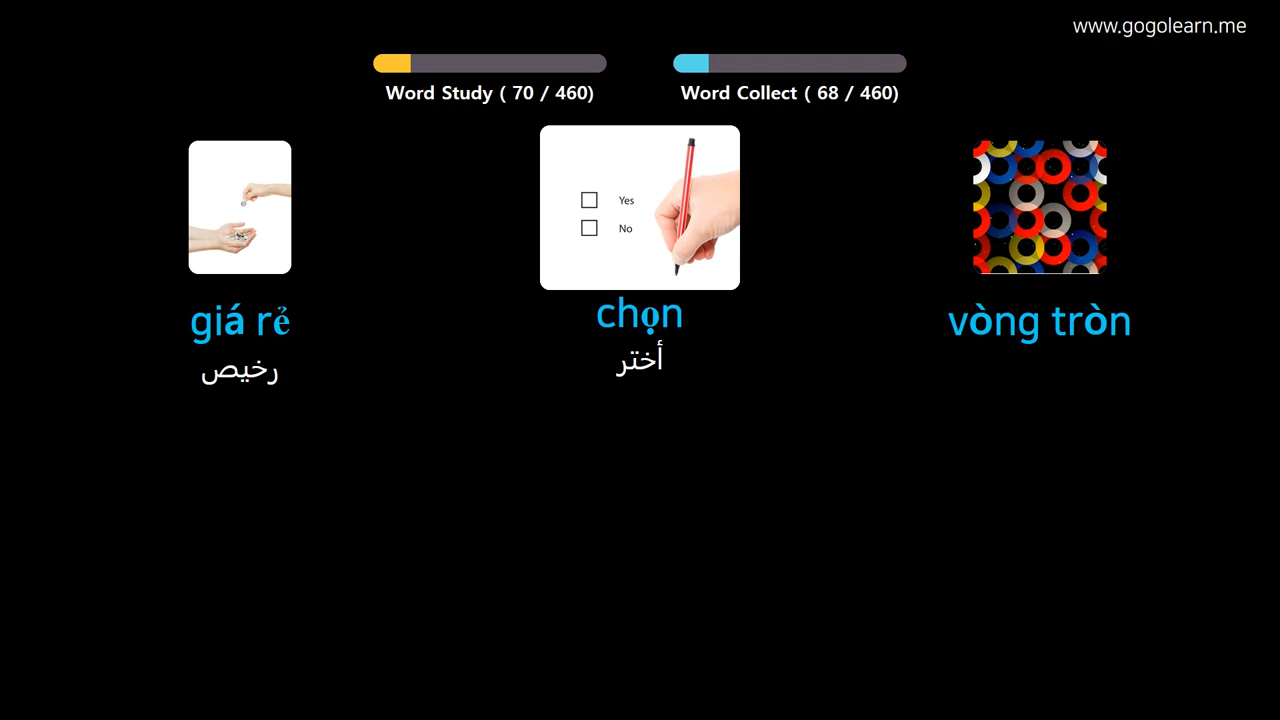 www.gogolearn.me
Word Study ( 70 / 460)
Word Collect ( 68 / 460)
Yes
No
giá rẻ
رخيص
chọn
أختر
vòng tròn